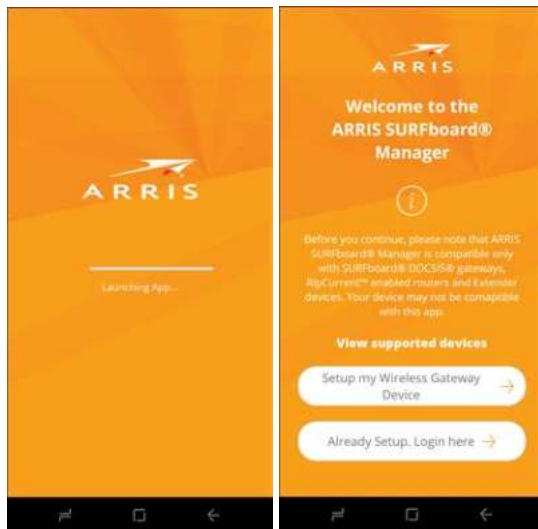 ARRIS
Launching App...
ARRIS
Welcome to the
ARRIS SURFboard®
Manager
i
Before you continue, please note that ARRIS
SURFboard® Manager is compatible only
with SURFboard® DOCSIS® gateways,
RipCurrent™ enabled routers and Extender
devices. Your device may not be comaptible
with this app.
View supported devices
Setup my Wireless Gateway
Device
Already Setup. Login here